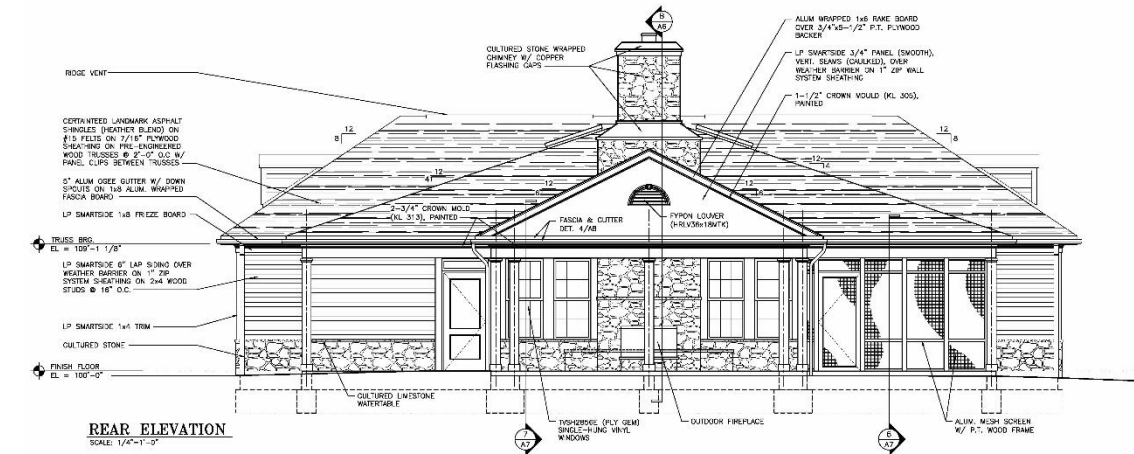 B
A6
ALUM WRAPPED 1x6 RAKE BOARD
OVER 3/4"x5-1/2" P.T. PLYWOOD
BACKER
CULTURED STONE WRAPPED
CHIMNEY W/ COPPER
FLASHING CAPS
LP SMARTSIDE 3/4" PANEL (SMOOTH),
VERT. SEAMS (CAULKED), OVER
WEATHER BARRIER ON 1" ZIP WALL
SYSTEM SHEATHING
RIDGE VENT
1-1/2" CROWN MOULD (KL 305),
PAINTED
CERTAINTEED LANDMARK ASPHALT
SHINGLES (HEATHER BLEND) ON
#15 FELTS ON 7/16" PLYWOOD
SHEATHING ON PRE-ENGINEERED
WOOD TRUSSES @ 2'-0" O.C W/
PANEL CLIPS BETWEEN TRUSSES
12
8
12
8
12
4
12
4
12
6
12
6
5" ALUM OGEE GUTTER W/ DOWN
SPOUTS ON 1x8 ALUM. WRAPPED
FASCIA BOARD
2-3/4" CROWN MOLD
(KL 313), PAINTED
LP SMARTSIDE 1x8 FRIEZE BOARD
FASCIA & GUTTER
DET. 4/A8
FYPON LOUVER
(HRLV36x18MTK)
TRUSS BRG.
EL = 109'-1 1/8"
LP SMARTSIDE 6" LAP SIDING OVER
WEATHER BARRIER ON 1" ZIP
SYSTEM SHEATHING ON 2x4 WOOD
STUDS @ 16" O.C.
LP SMARTSIDE 1x4 TRIM
CULTURED STONE
FINISH FLOOR
EL = 100'-0"
CULTURED LIMESTONE
WATERTABLE
(PLY GEM)
SINGLE-HUNG VINYL
WINDOWS
OUTDOOR FIREPLACE
ALUM. MESH SCREEN
W/ P.T. WOOD FRAME
7
A7
6
A7
REAR ELEVATION
SCALE: 1/4"-1'-0"